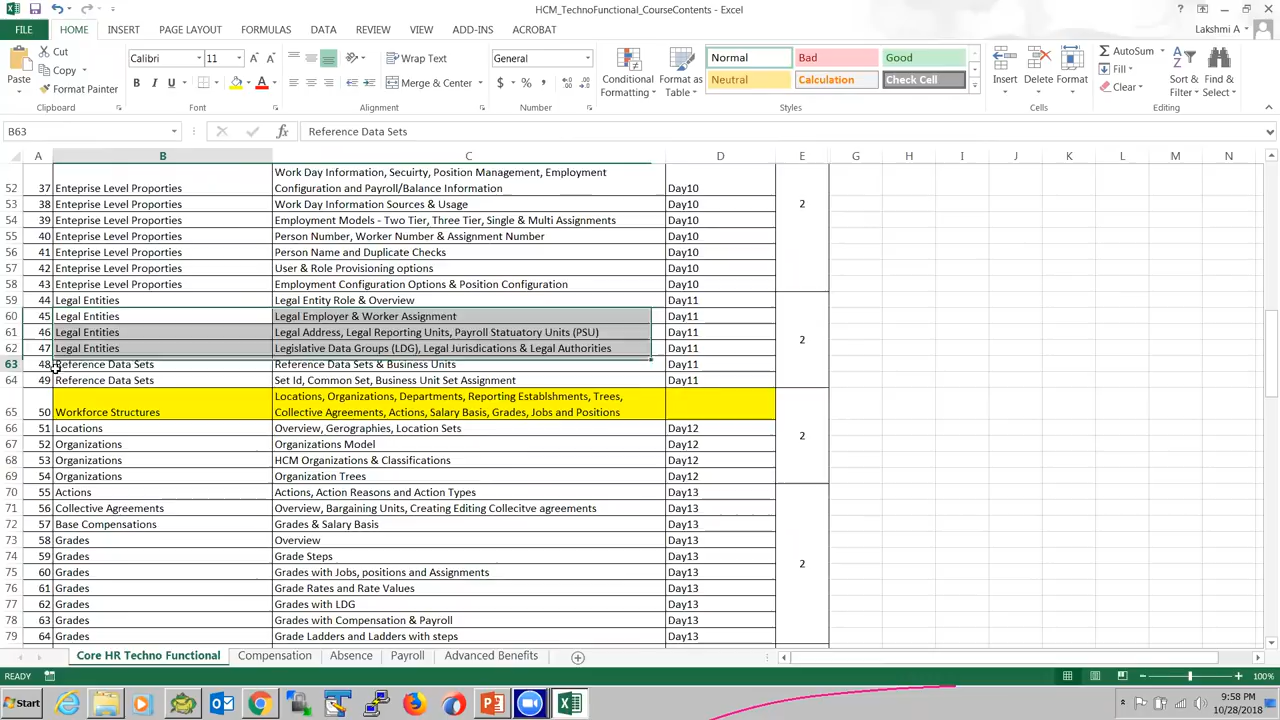 HCM_TechnoFunctional_CourseContents - Excel
FILE HOME INSERT PAGE LAYOUT FORMULAS DATA REVIEW VIEW ADD-INS ACROBAT Lakshmi A
Paste Cut Copy Format Painter Clipboard
Calibri 11 B I U Font
Wrap Text Merge & Center Alignment
General $ % Number
Conditional Formatting Format as Table
Normal Bad Good
Neutral Calculation Check Cell
Styles
Insert Delete Format Cells
AutoSum Fill Clear Sort & Filter Find & Select Editing
B63 Reference Data Sets
A B C D E G H I J K L M N
Work Day Information, Secuirty, Position Management, Employment
52 37 Enteprise Level Proporties Configuration and Payroll/Balance Information Day10
53 38 Enteprise Level Proporties Work Day Information Sources & Usage Day10 2
54 39 Enteprise Level Proporties Employment Models - Two Tier, Three Tier, Single & Multi Assignments Day10
55 40 Enteprise Level Proporties Person Number, Worker Number & Assignment Number Day10
56 41 Enteprise Level Proporties Person Name and Duplicate Checks Day10
57 42 Enteprise Level Proporties User & Role Provisioning options Day10
58 43 Enteprise Level Proporties Employment Configuration Options & Position Configuration Day10
59 44 Legal Entities Legal Entity Role & Overview Day11
60 45 Legal Entities Legal Employer & Worker Assignment Day11
61 46 Legal Entities Legal Address, Legal Reporting Units, Payroll Statuatory Units (PSU) Day11 2
62 47 Legal Entities Legislative Data Groups (LDG), Legal Jurisdications & Legal Authorities Day11
63 48 Reference Data Sets Reference Data Sets & Business Units Day11
64 49 Reference Data Sets Set Id, Common Set, Business Unit Set Assignment Day11
Locations, Organizations, Departments, Reporting Establshments, Trees,
65 50 Workforce Structures Collective Agreements, Actions, Salary Basis, Grades, Jobs and Positions
66 51 Locations Overview, Gerographies, Location Sets Day12 2
67 52 Organizations Organizations Model Day12
68 53 Organizations HCM Organizations & Classifications Day12
69 54 Organizations Organization Trees Day12
70 55 Actions Actions, Action Reasons and Action Types Day13
71 56 Collective Agreements Overview, Bargaining Units, Creating Editing Collecitve agreements Day13
72 57 Base Compensations Grades & Salary Basis Day13
73 58 Grades Overview Day13
74 59 Grades Grade Steps Day13 2
75 60 Grades Grades with Jobs, positions and Assignments Day13
76 61 Grades Grade Rates and Rate Values Day13
77 62 Grades Grades with LDG Day13
78 63 Grades Grades with Compensation & Payroll Day13
79 64 Grades Grade Ladders and Ladders with steps Day13
Core HR Techno Functional Compensation Absence Payroll Advanced Benefits
READY 100%
Start 9:58 PM
10/28/2018